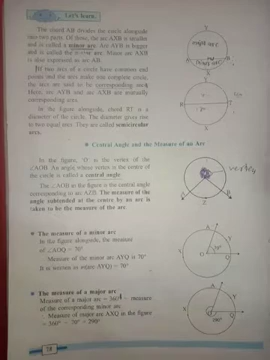 Let's learn.
The chord AB divides the circle alongside
into two parts. Of these, the arc AXB is smaller
and is called a minor arc. Arc AYB is bigger
and is called the major arc. Minor arc AXB
is also expressed as arc AB.
If two arcs of a circle have common end
points and the arcs make one complete circle,
the arcs are said to be corresponding
Here, arc AYB and arc AXB are mutually
corresponding arcs.
In the figure alongside, chord RT is a
diameter of the circle. The diameter gives rise
to two equal arcs. They are called semicircular
arcs.
Central Angle and the Measure of an Arc
In the figure, 'O' is the vertex of the
∠AOB. An angle whose vertex is the centre of
the circle is called a central angle.
The ∠AOB in the figure is the central angle
corresponding to arc AZB. The measure of the
angle subtended at the centre by an arc is
taken to be the measure of the arc.
The measure of a minor arc
In the figure alongside, the measure
of ∠AOQ = 70°
Measure of the minor arc AYQ is 70°
It is written as m(arc AYQ) = 70°
The measure of a major arc
Measure of a major arc = 360° - measure
of the corresponding minor arc.
Measure of major arc AXQ in the figure
= 360° - 70° = 290°
78
Y
major arc
minor arc
A
B
X
R
T
vertex
O
A
B
Z
Q
70°
O
A
X
Q
O
A